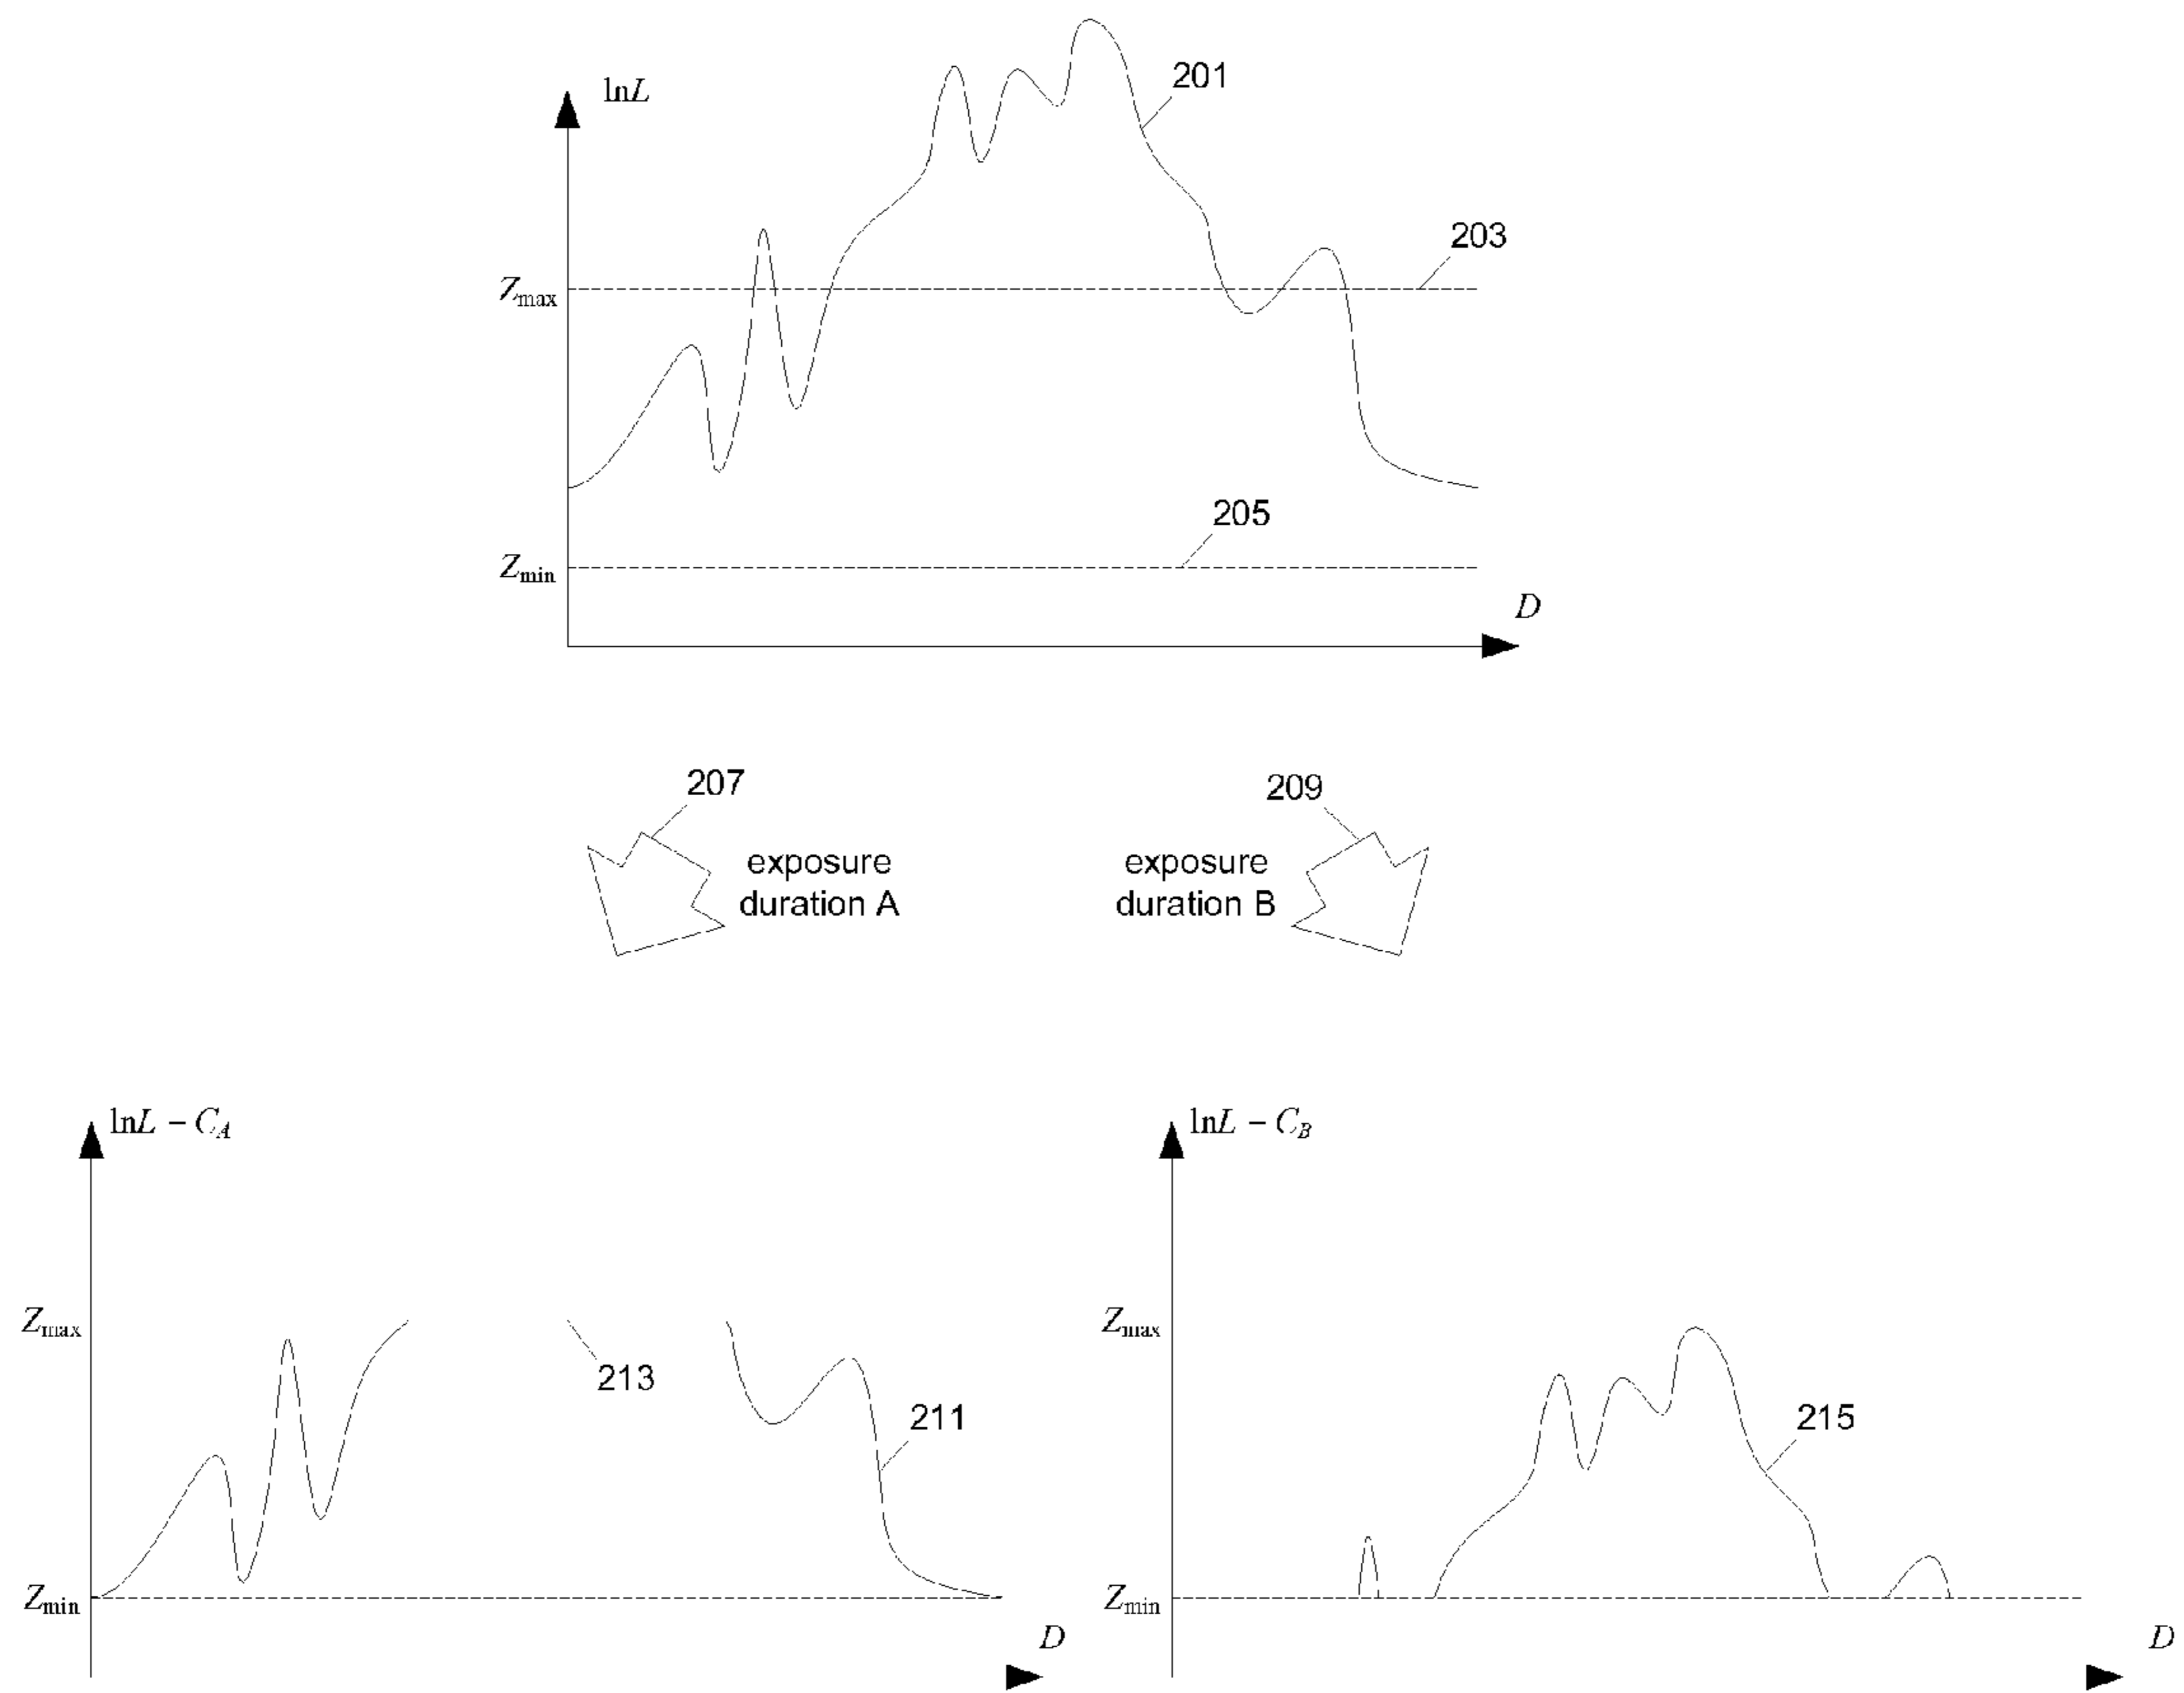 lnL
201
203
Zmax
205
Zmin
D
207
209
exposure
duration A
exposure
duration B
lnL − CA
lnL − CB
Zmax
213
211
Zmin
D
Zmax
215
Zmin
D